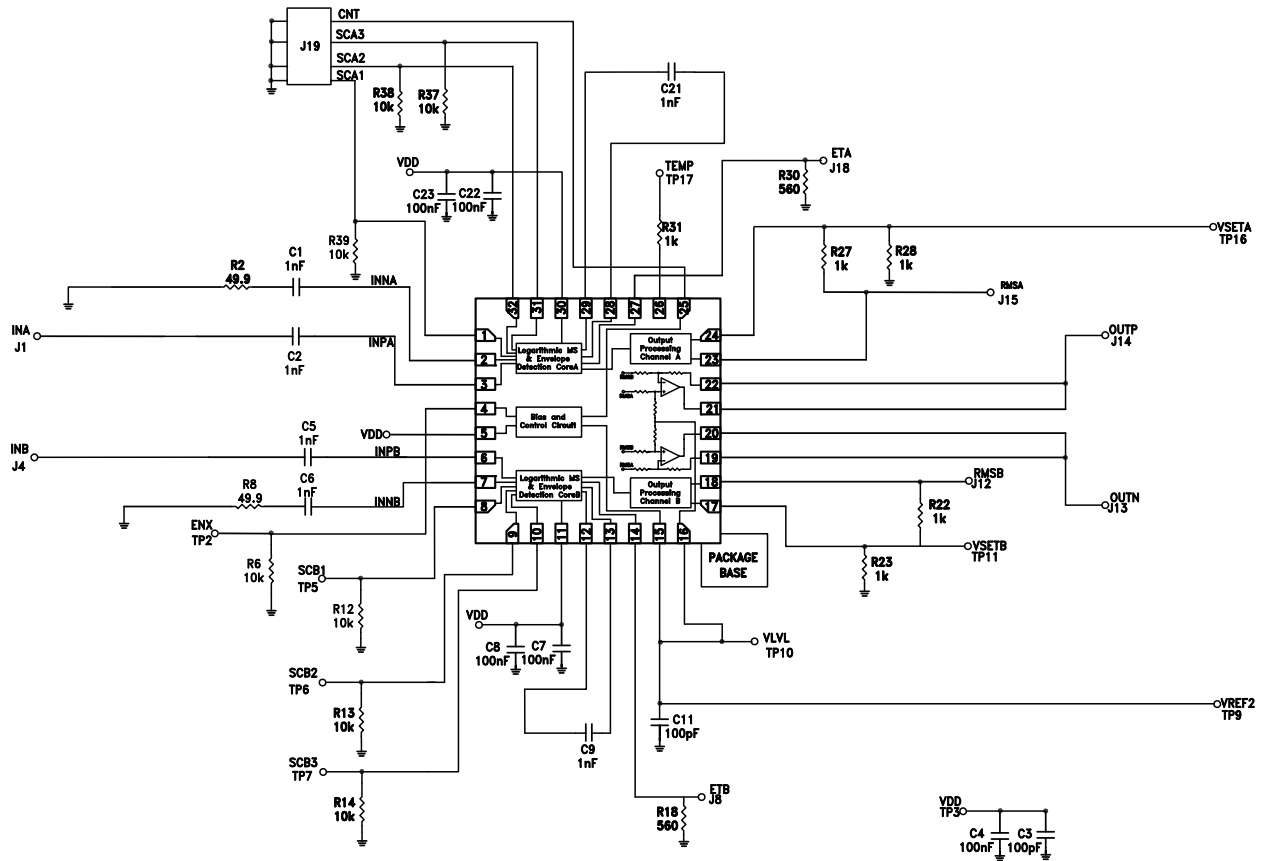 CNT
J19
SCA3
SCA2
SCA1
R38
10k
R37
10k
C21
1nF
VDD
C23
100nF
C22
100nF
TEMP
TP17
ETA
J18
R30
560
R31
1k
R39
10k
VSETA
TP16
R27
1k
R28
1k
RMSA
J15
R2
49.9
C1
1nF
INNA
INA
J1
C2
1nF
INPA
OUTP
J14
32
31
30
29
28
27
26
25
1
2
3
4
5
6
7
8
24
23
22
21
20
19
18
17
Logarithmic MS
& Envelope
Detection CoreA
Output
Processing
Channel A
RMSB
RMSA
Bias and
Control Circuit
RMSB
RMSA
Logarithmic MS
& Envelope
Detection CoreB
Output
Processing
Channel B
9
10
11
12
13
14
15
16
VDD
INB
J4
C5
1nF
INPB
R8
49.9
C6
1nF
INNB
ENX
TP2
R6
10k
RMSB
J12
R22
1k
OUTN
J13
VSETB
TP11
R23
1k
PACKAGE
BASE
SCB1
TP5
R12
10k
VDD
C8
100nF
C7
100nF
VLVL
TP10
SCB2
TP6
R13
10k
C9
1nF
C11
100pF
VREF2
TP9
SCB3
TP7
R14
10k
ETB
J8
R18
560
VDD
TP3
C4
100nF
C3
100pF